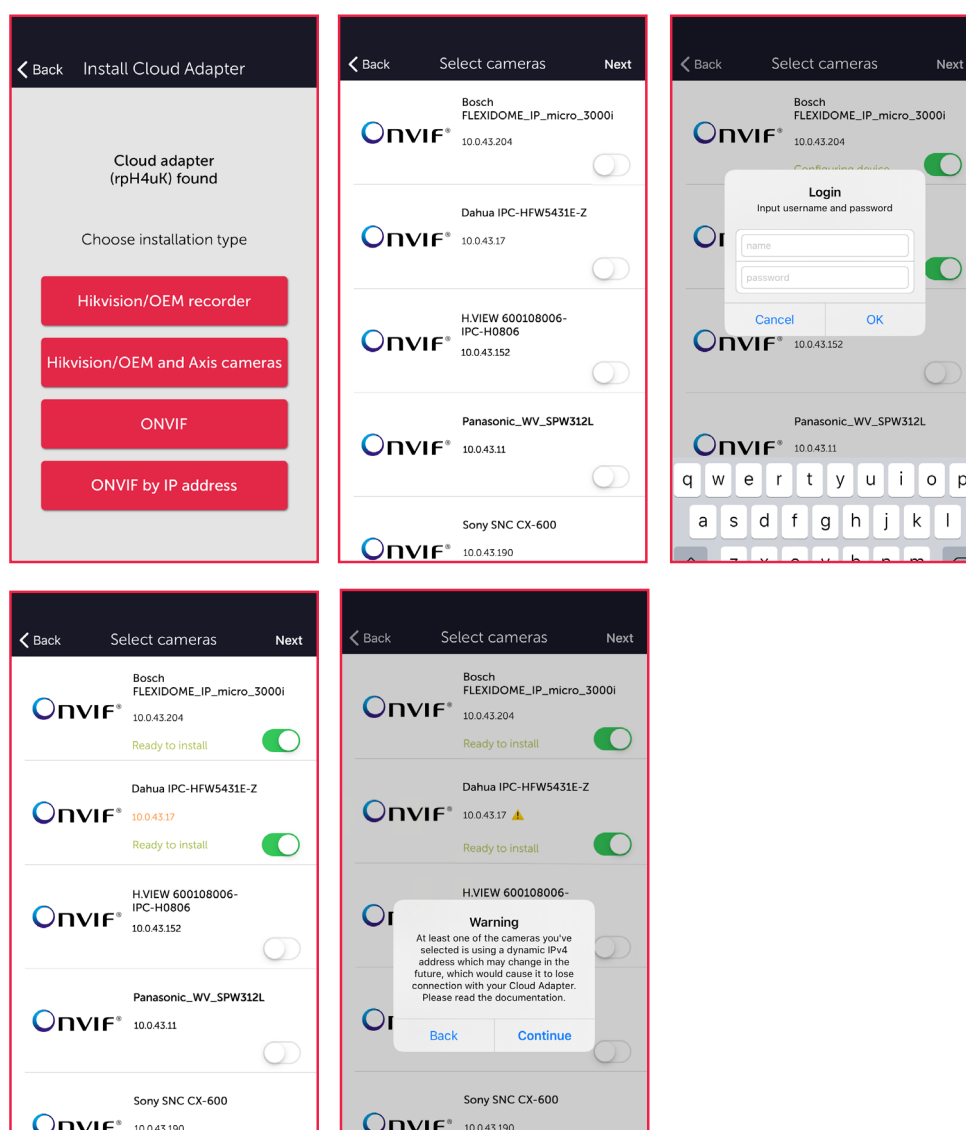 Back Install Cloud Adapter
Cloud adapter
(rpH4uK) found
Choose installation type
Hikvision/OEM recorder
Hikvision/OEM and Axis cameras
ONVIF
ONVIF by IP address
Back Select cameras Next
Bosch
FLEXIDOME_IP_micro_3000i
ONVIF®
10.0.43.204
Dahua IPC-HFW5431E-Z
ONVIF®
10.0.43.17
H.VIEW 600108006-
IPC-H0806
ONVIF®
10.0.43.152
Panasonic_WV_SPW312L
ONVIF®
10.0.43.11
Sony SNC CX-600
ONVIF®
10.0.43.190
Back Select cameras Next
Bosch
FLEXIDOME_IP_micro_3000i
ONVIF®
10.0.43.204
Configuring device
Login
Input username and password
name
password
Cancel OK
ONVIF®
10.0.43.152
Panasonic_WV_SPW312L
ONVIF®
10.0.43.11
q w e r t y u i o p
a s d f g h j k l
z x c v b n m
Back Select cameras Next
Bosch
FLEXIDOME_IP_micro_3000i
ONVIF®
10.0.43.204
Ready to install
Dahua IPC-HFW5431E-Z
ONVIF®
10.0.43.17
Ready to install
H.VIEW 600108006-
IPC-H0806
ONVIF®
10.0.43.152
Panasonic_WV_SPW312L
ONVIF®
10.0.43.11
Sony SNC CX-600
ONVIF®
10.0.43.190
Back Select cameras Next
Bosch
FLEXIDOME_IP_micro_3000i
ONVIF®
10.0.43.204
Ready to install
Dahua IPC-HFW5431E-Z
ONVIF®
10.0.43.17
Ready to install
H.VIEW 600108006-
Warning
At least one of the cameras you've
selected is using a dynamic IPv4
address which may change in the
future, which would cause it to lose
connection with your Cloud Adapter.
Please read the documentation.
Back Continue
Sony SNC CX-600
ONVIF®
10.0.43.190